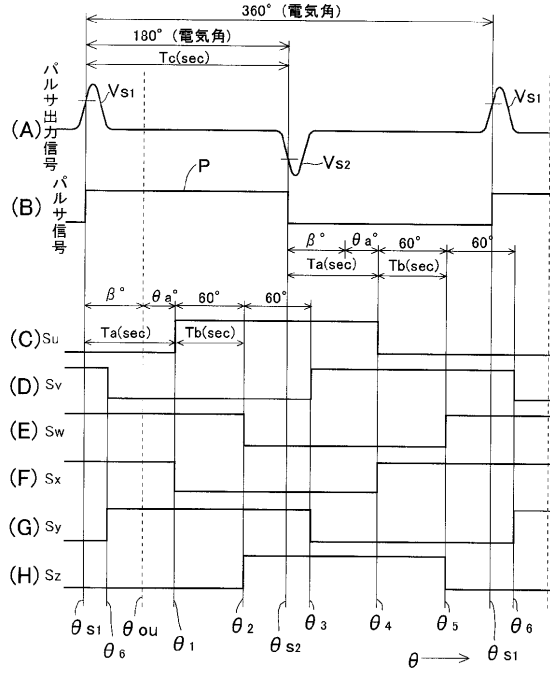 360°(電気角)
180°(電気角)
Tc(sec)
(A) パルサ出力信号 VS1 VS2 VS1
(B) パルサ信号 P
β° θa° 60° 60°
Ta(sec) Tb(sec)
β° θa° 60° 60°
Ta(sec) Tb(sec)
(C) Su
(D) Sv
(E) Sw
(F) Sx
(G) Sy
(H) Sz
θS1 θ6 θou θ1 θ2 θS2 θ3 θ4 θ5 θS1 θ6
θ